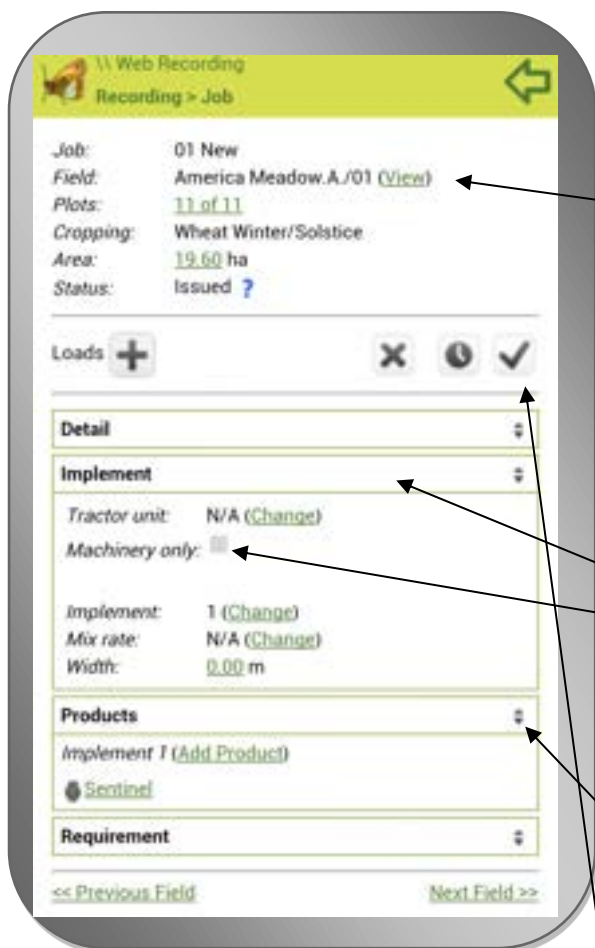 \\ Web Recording
Recording > Job
Job: 01 New
Field: America Meadow.A./01 (View)
Plots: 11 of 11
Cropping: Wheat Winter/Solstice
Area: 19.60 ha
Status: Issued ?
Loads
Detail
Implement
Tractor unit: N/A (Change)
Machinery only:
Implement: 1 (Change)
Mix rate: N/A (Change)
Width: 0.00 m
Products
Implement 1 (Add Product)
Sentinel
Requirement
<< Previous Field Next Field >>